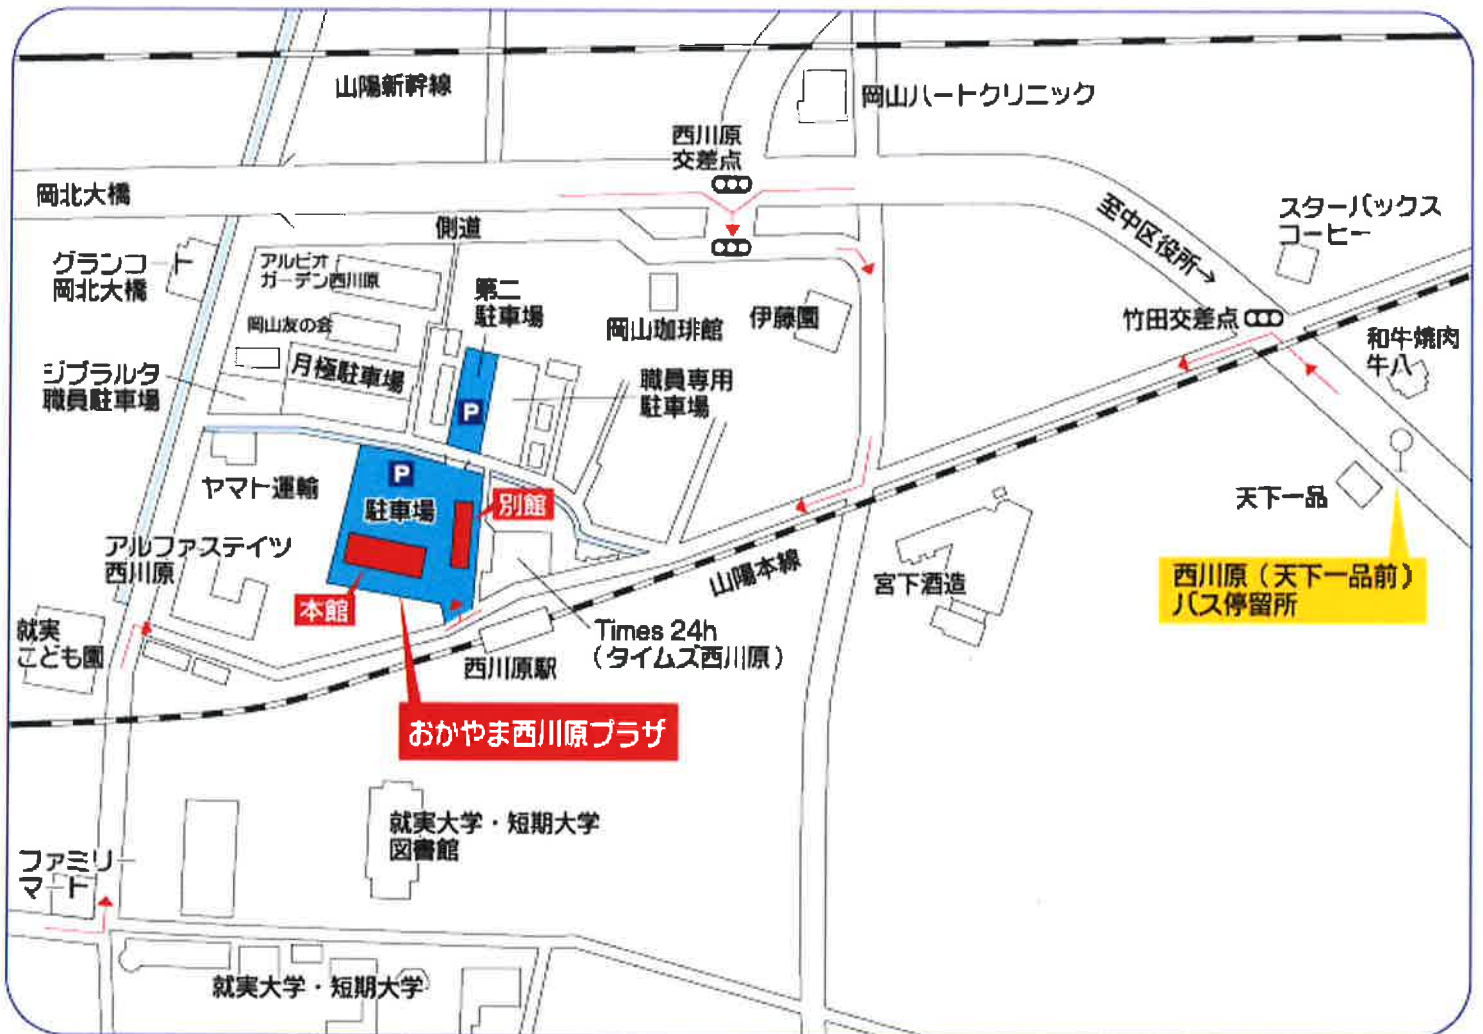 山陽新幹線
岡山ハートクリニック
西川原
交差点
岡北大橋
至中区役所→
スターバックス
コーヒー
側道
グランコート
岡北大橋
アルビオ
ガーデン西川原
第二
駐車場
岡山友の会
岡山珈琲館
伊藤園
竹田交差点
和牛焼肉
牛八
ジブラルタ
職員駐車場
月極駐車場
職員専用
駐車場
P
P
ヤマト運輸
駐車場
別館
天下一品
アルファステイツ
西川原
山陽本線
宮下酒造
西川原（天下一品前）
バス停留所
本館
就実
こども園
Times 24h
（タイムズ西川原）
西川原駅
おかやま西川原プラザ
就実大学・短期大学
図書館
ファミリー
マート
就実大学・短期大学